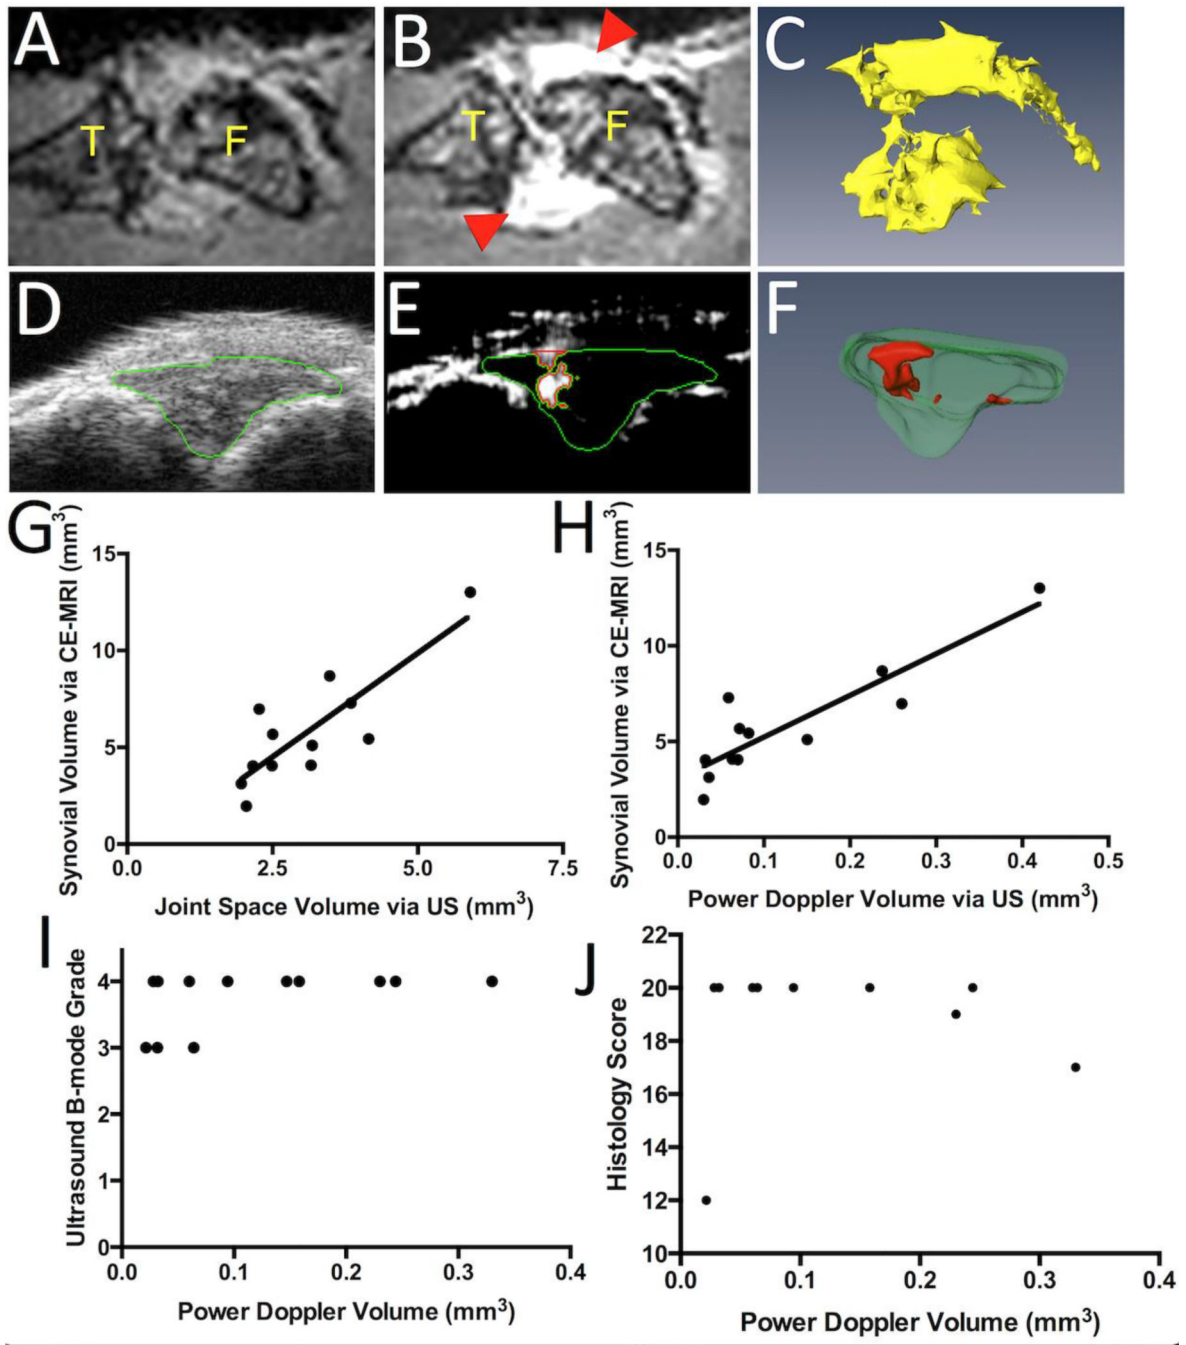 A
B
C
T
F
T
F
D
E
F
G
Synovial Volume via CE-MRI (mm³)
15
10
5
0
0.0
2.5
5.0
7.5
Joint Space Volume via US (mm³)
H
Synovial Volume via CE-MRI (mm³)
15
10
5
0
0.0
0.1
0.2
0.3
0.4
0.5
Power Doppler Volume via US (mm³)
I
Ultrasound B-mode Grade
4
3
2
1
0
0.0
0.1
0.2
0.3
0.4
Power Doppler Volume (mm³)
J
Histology Score
22
20
18
16
14
12
10
0.0
0.1
0.2
0.3
0.4
Power Doppler Volume (mm³)